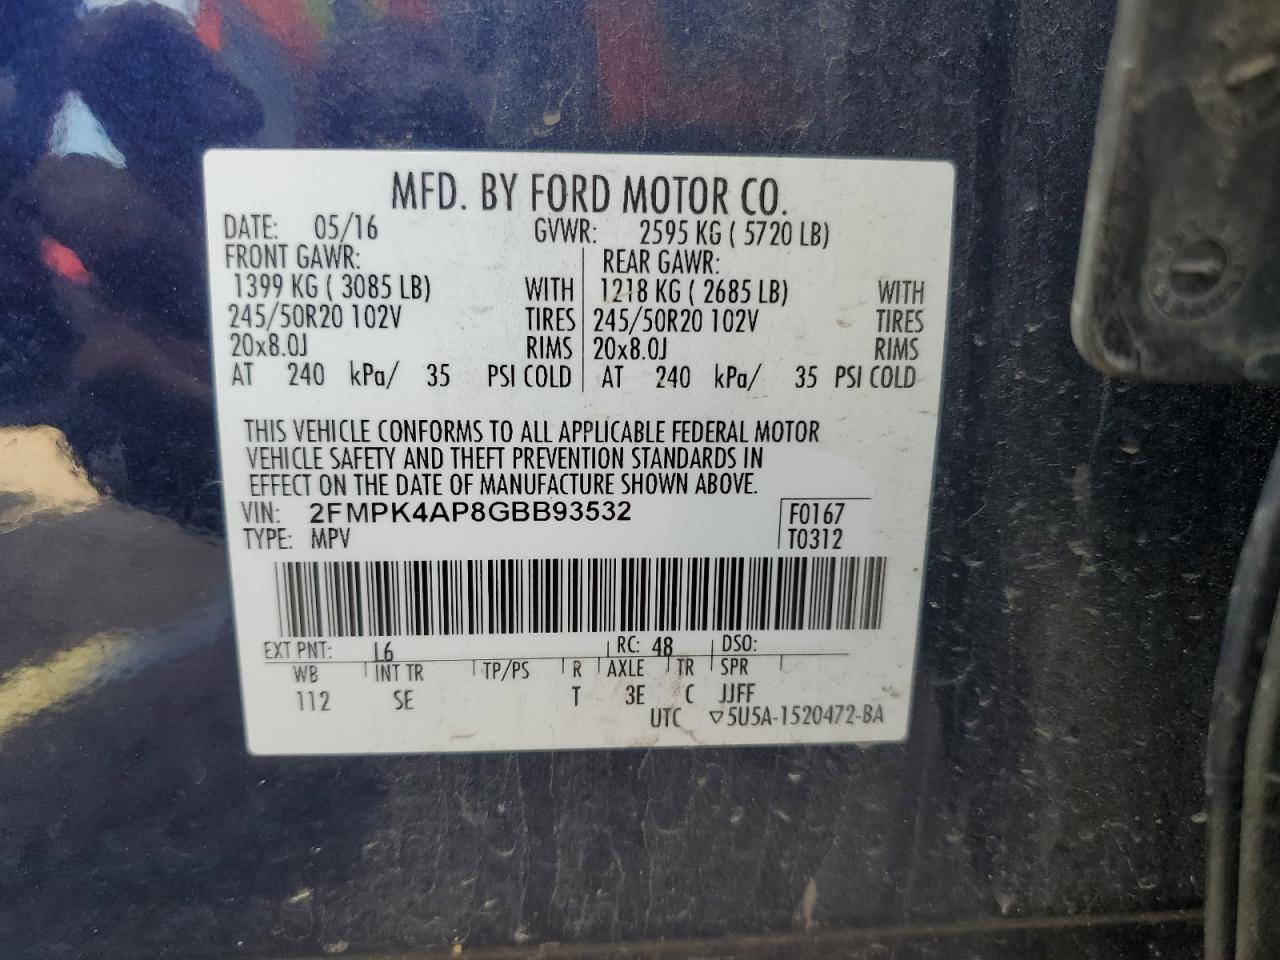 MFD. BY FORD MOTOR CO.
DATE: 05/16 GVWR: 2595 KG ( 5720 LB)
FRONT GAWR: REAR GAWR:
1399 KG ( 3085 LB) WITH 1218 KG ( 2685 LB) WITH
245/50R20 102V TIRES 245/50R20 102V TIRES
20x8.0J RIMS 20x8.0J RIMS
AT 240 kPa/ 35 PSI COLD AT 240 kPa/ 35 PSI COLD
THIS VEHICLE CONFORMS TO ALL APPLICABLE FEDERAL MOTOR
VEHICLE SAFETY AND THEFT PREVENTION STANDARDS IN
EFFECT ON THE DATE OF MANUFACTURE SHOWN ABOVE.
VIN: 2FMPK4AP8GBB93532 F0167
TYPE: MPV T0312
EXT PNT: L6 RC: 48 DSO:
WB INT TR TP/PS R AXLE TR SPR
112 SE T 3E C JJFF
UTC ▽5U5A-1520472-BA